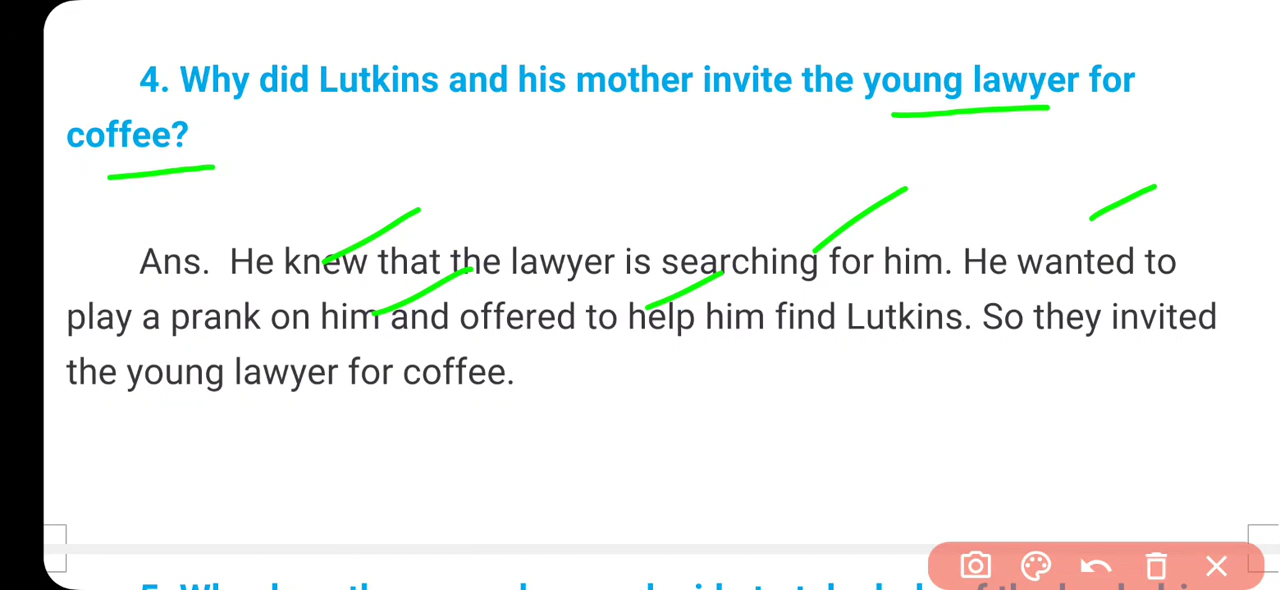 4. Why did Lutkins and his mother invite the young lawyer for
coffee?
Ans. He knew that the lawyer is searching for him. He wanted to
play a prank on him and offered to help him find Lutkins. So they invited
the young lawyer for coffee.